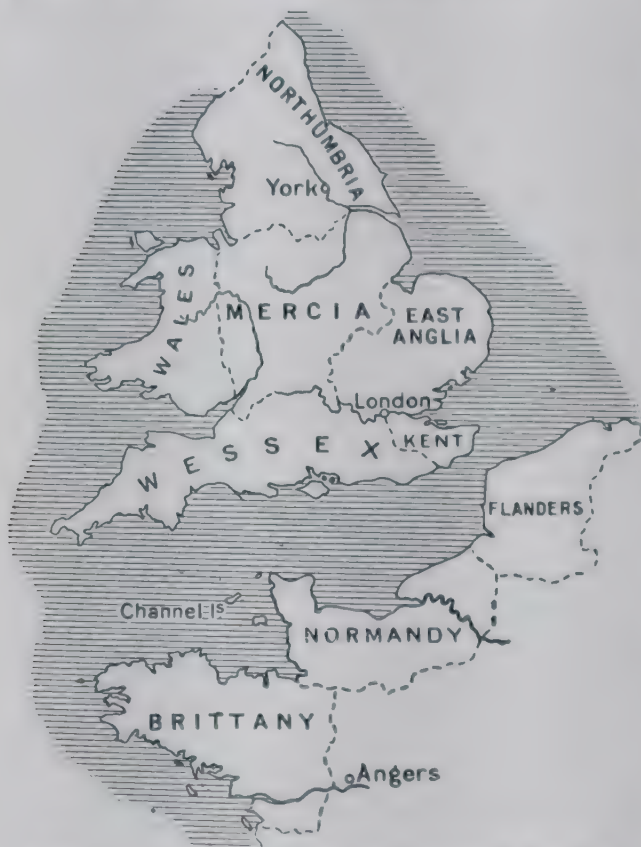 NORTHUMBRIA
York
WALES
MERCIA
EAST
ANGLIA
London
WESSEX
KENT
FLANDERS
Channel Is
NORMANDY
BRITTANY
Angers